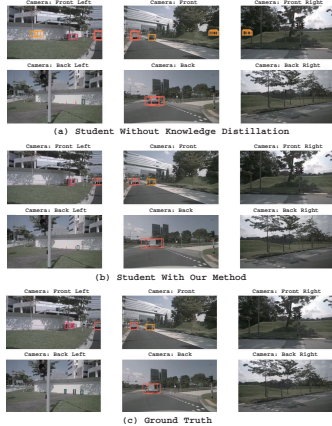 Camera: Front Left Camera: Front Camera: Front Right
Camera: Back Left Camera: Back Camera: Back Right
(a) Student Without Knowledge Distillation
Camera: Front Left Camera: Front Camera: Front Right
Camera: Back Left Camera: Back Camera: Back Right
(b) Student With Our Method
Camera: Front Left Camera: Front Camera: Front Right
Camera: Back Left Camera: Back Camera: Back Right
(c) Ground Truth